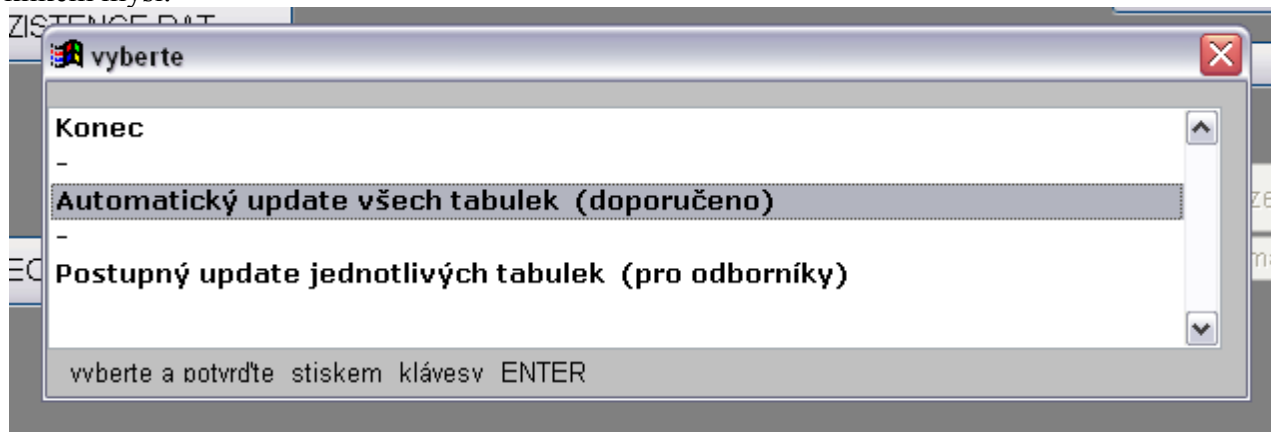 vyberte
Konec
-
Automatický update všech tabulek (doporučeno)
-
Postupný update jednotlivých tabulek (pro odborníky)
vyberte a potvrďte stiskem klávesy ENTER